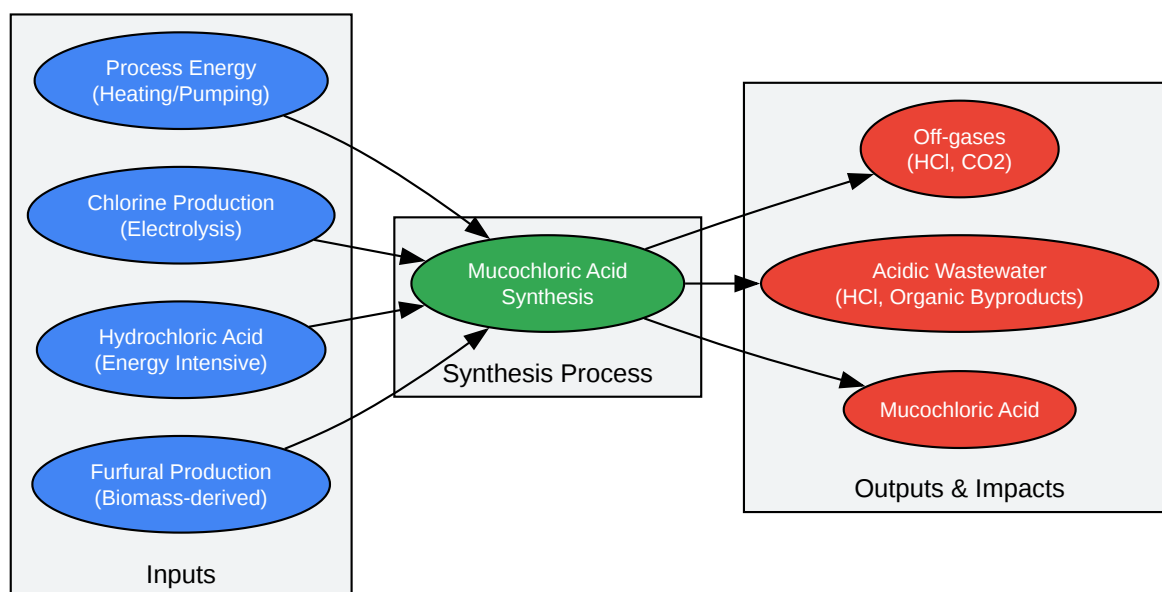 Process Energy
(Heating/Pumping)
Chlorine Production
(Electrolysis)
Hydrochloric Acid
(Energy Intensive)
Furfural Production
(Biomass-derived)
Inputs
Mucochloric Acid
Synthesis
Synthesis Process
Off-gases
(HCl, CO2)
Acidic Wastewater
(HCl, Organic Byproducts)
Mucochloric Acid
Outputs & Impacts